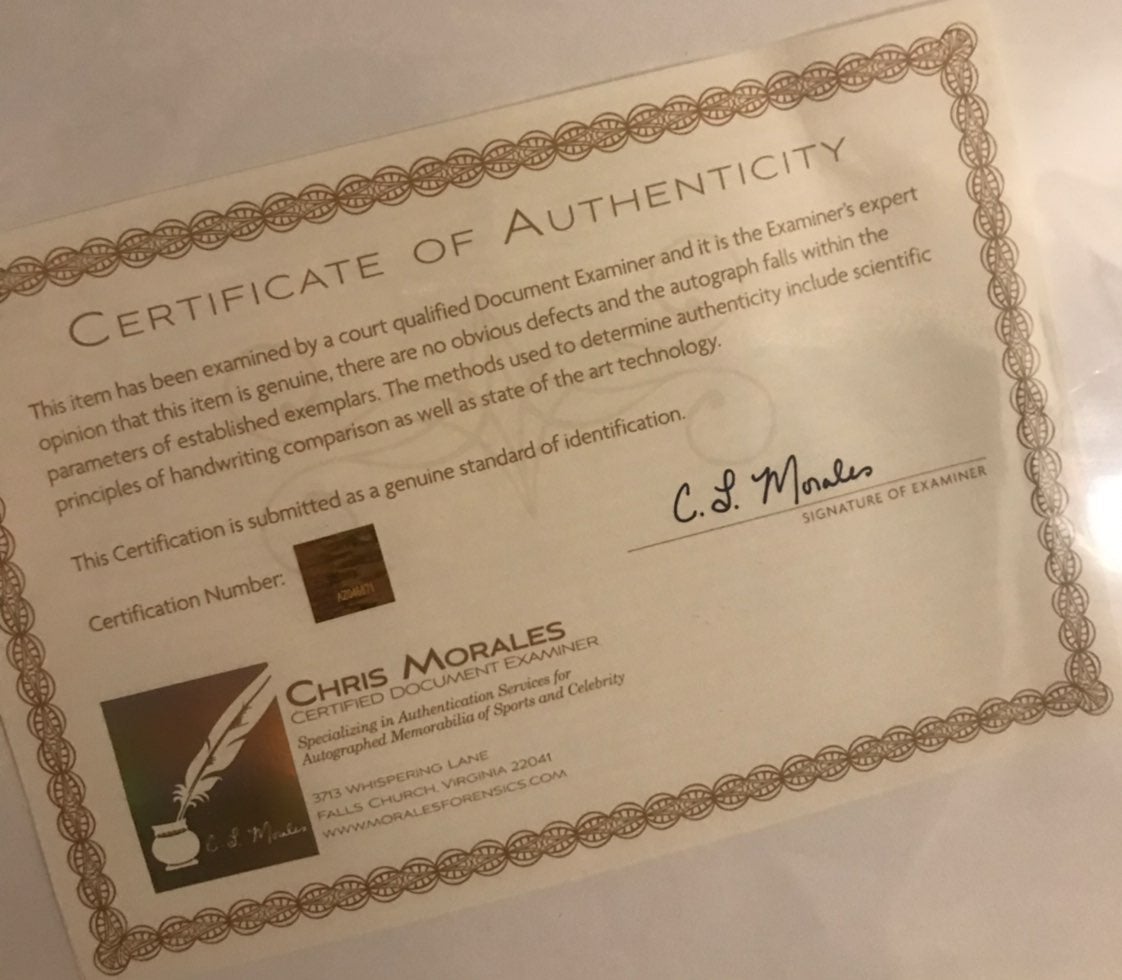 CERTIFICATE OF AUTHENTICITY
This item has been examined by a court qualified Document Examiner and it is the Examiner's expert
opinion that this item is genuine, there are no obvious defects and the autograph falls within the
parameters of established exemplars. The methods used to determine authenticity include scientific
principles of handwriting comparison as well as state of the art technology.
This Certification is submitted as a genuine standard of identification.
C. L. Morales
SIGNATURE OF EXAMINER
Certification Number:
CHRIS MORALES
CERTIFIED DOCUMENT EXAMINER
Specializing in Authentication Services for
Autographed Memorabilia of Sports and Celebrity
3713 WHISPERING LANE
FALLS CHURCH, VIRGINIA 22041
WWW.MORALESFORENSICS.COM
C. L. Morales